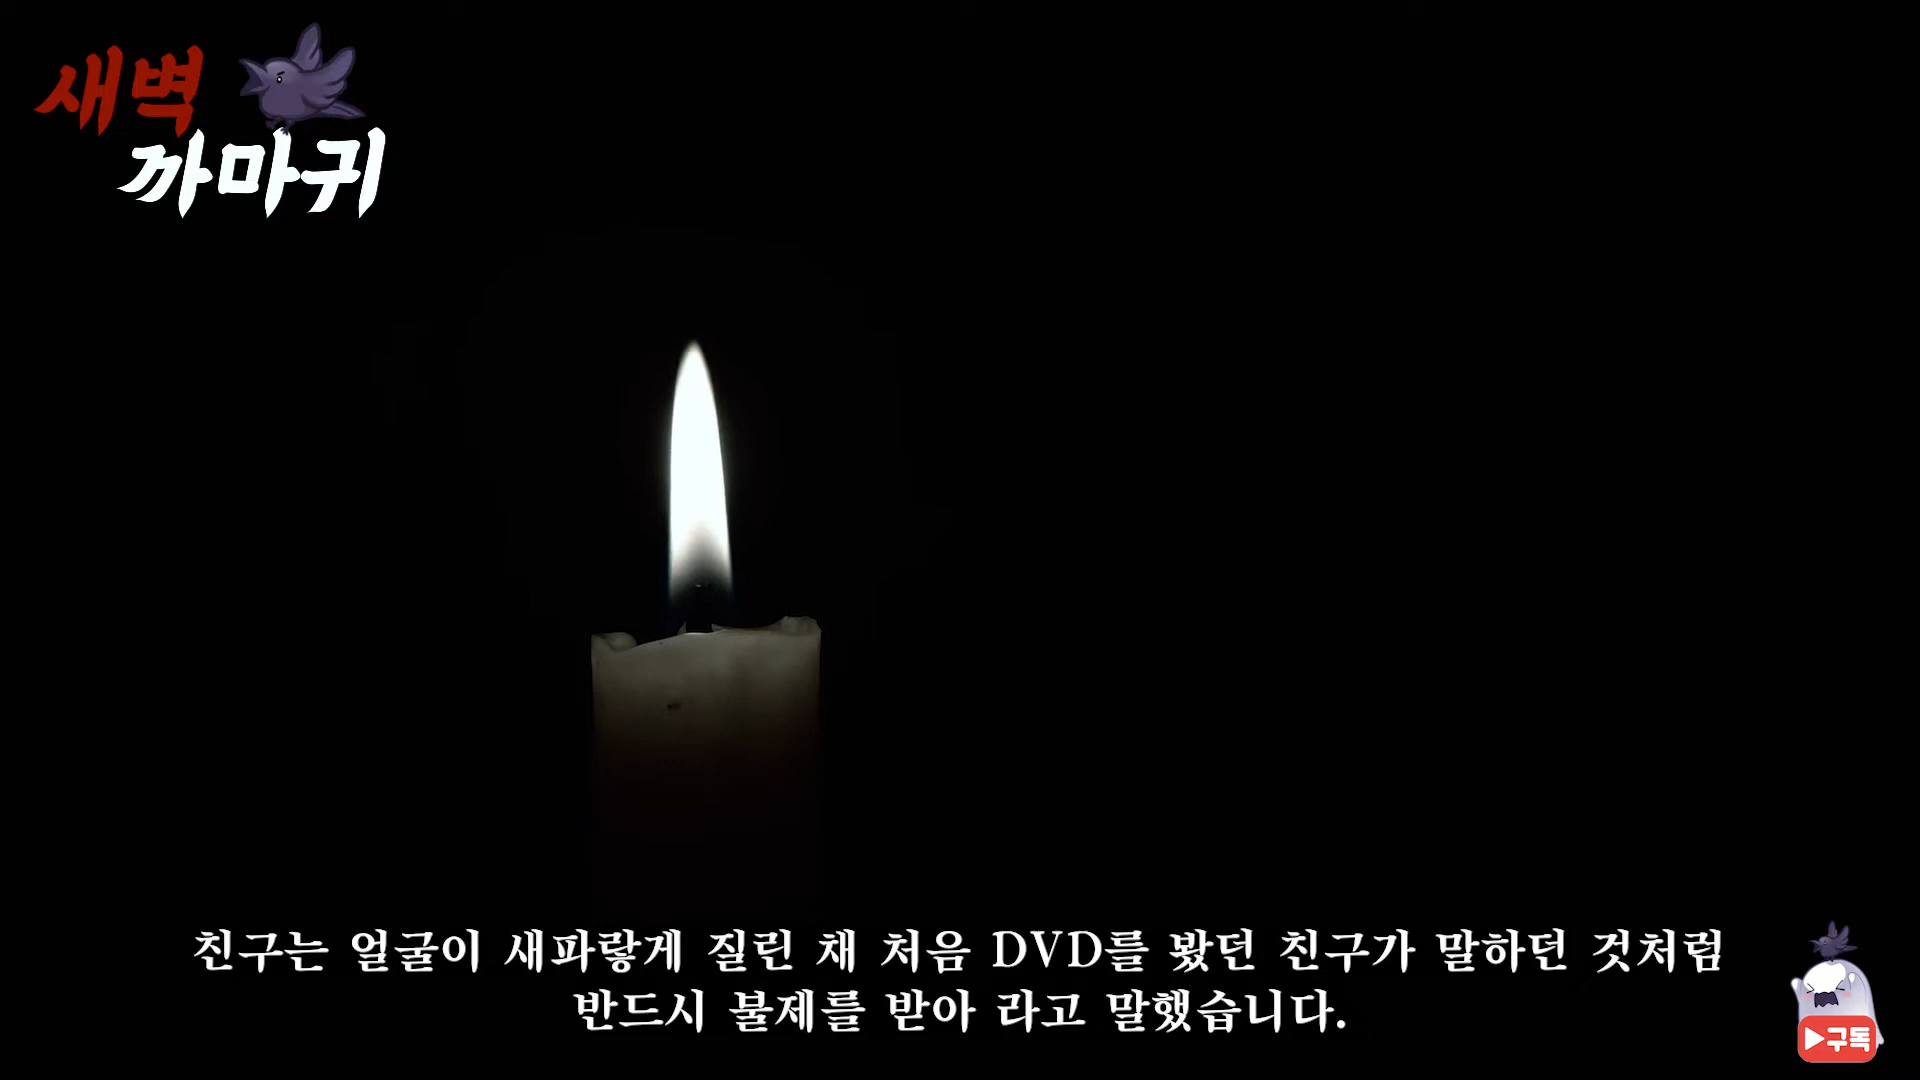 새벽
까마귀
친구는 얼굴이 새파랗게 질린 채 처음 DVD를 봤던 친구가 말하던 것처럼
반드시 불제를 받아 라고 말했습니다.
구독